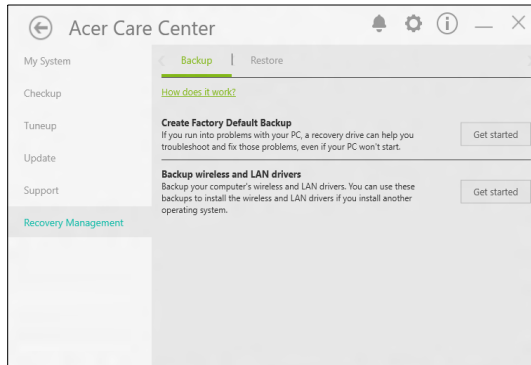 Acer Care Center
My System
Checkup
Tuneup
Update
Support
Recovery Management
Backup
Restore
How does it work?
Create Factory Default Backup
If you run into problems with your PC, a recovery drive can help you
troubleshoot and fix those problems, even if your PC won't start.
Get started
Backup wireless and LAN drivers
Backup your computer's wireless and LAN drivers. You can use these
backups to install the wireless and LAN drivers if you install another
operating system.
Get started